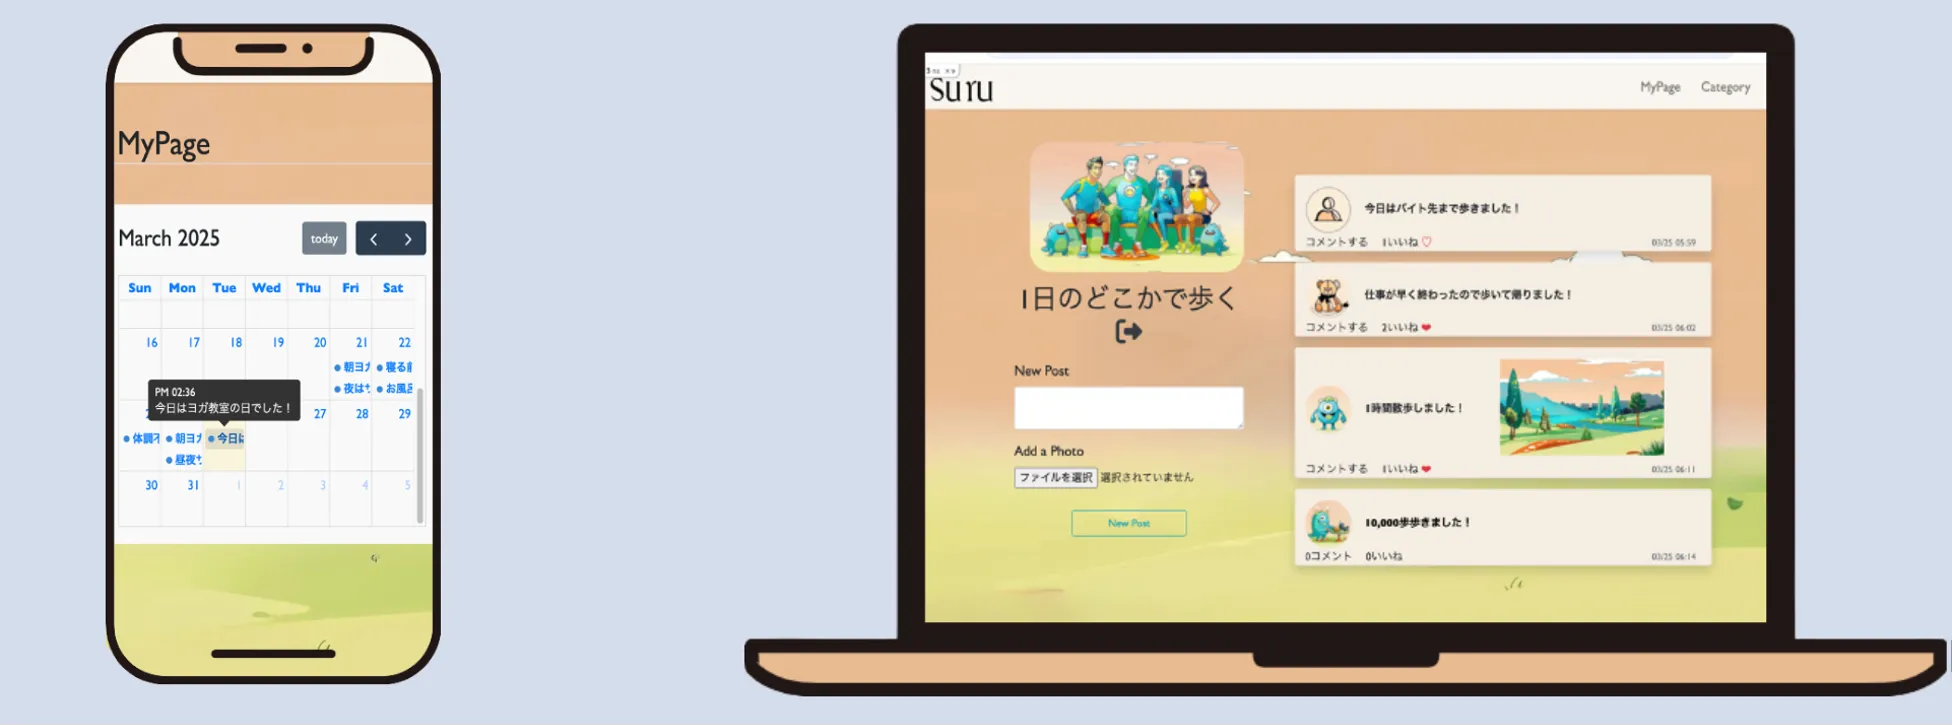 MyPage
March 2025
today
Sun Mon Tue Wed Thu Fri Sat
16 17 18 19 20 21 22
朝ヨガ 寝る前
夜はサ お風呂
PM 02:36
今日はヨガ教室の日でした！
27 28 29
体調不 朝ヨガ 今日は
昼夜サ
30 31 1 2 3 4 5
Suru
MyPage Category
1日のどこかで歩く
New Post
Add a Photo
ファイルを選択 選択されていません
New Post
今日はバイト先まで歩きました！
コメントする 1いいね 03/25 05:59
仕事が早く終わったので歩いて帰りました！
コメントする 2いいね 03/25 06:02
1時間散歩しました！
コメントする 1いいね 03/25 06:11
10,000歩歩きました！
0コメント 0いいね 03/25 06:14